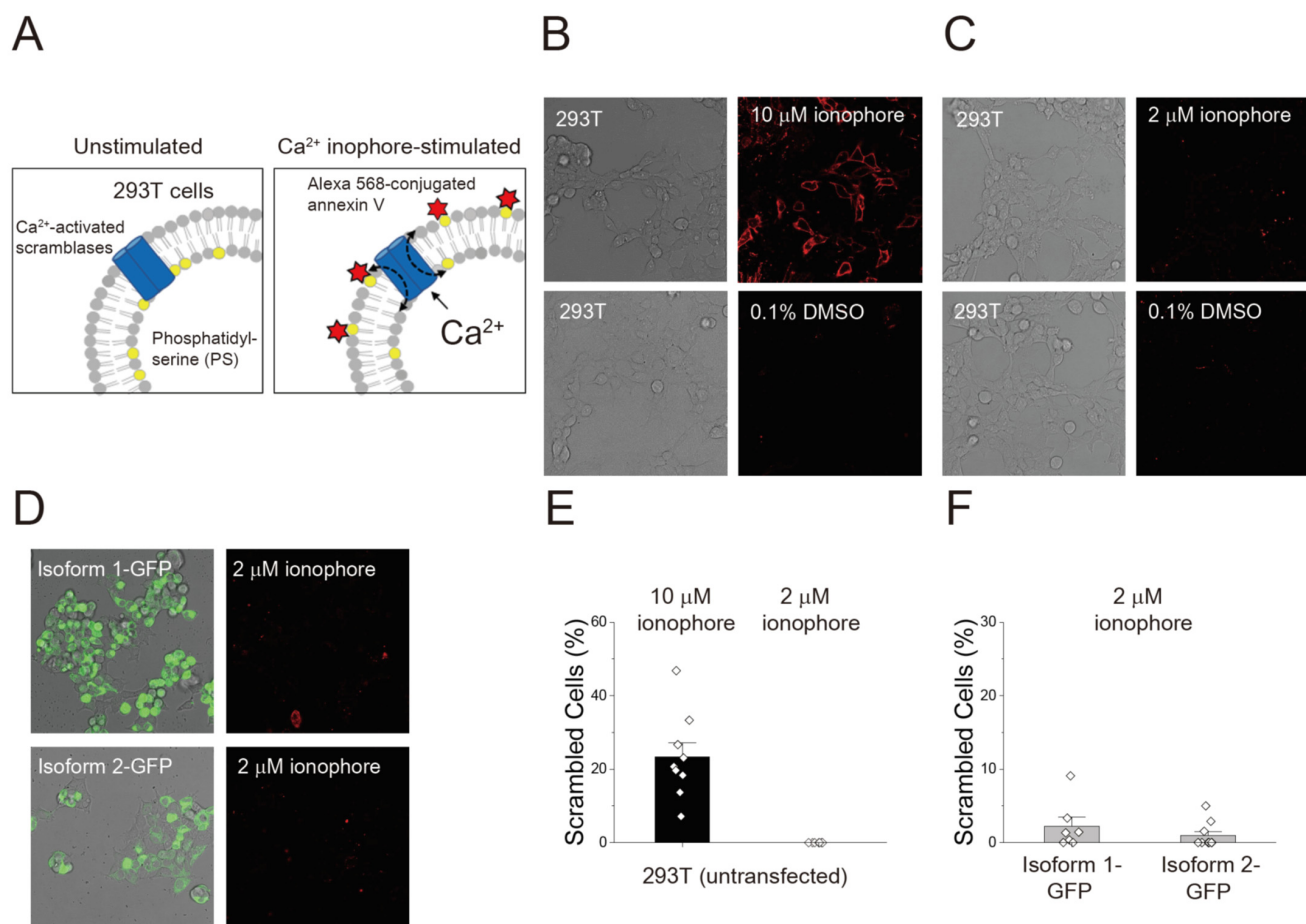 A
Unstimulated
293T cells
Ca²⁺-activated
scramblases
Phosphatidyl-
serine (PS)
Ca²⁺ inophore-stimulated
Alexa 568-conjugated
annexin V
Ca²⁺
B
293T
10 μM ionophore
293T
0.1% DMSO
C
293T
2 μM ionophore
293T
0.1% DMSO
D
Isoform 1-GFP
2 μM ionophore
Isoform 2-GFP
2 μM ionophore
E
10 μM
ionophore
2 μM
ionophore
Scrambled Cells (%)
60
40
20
0
293T (untransfected)
F
2 μM
ionophore
Scrambled Cells (%)
30
20
10
0
Isoform 1-
GFP
Isoform 2-
GFP